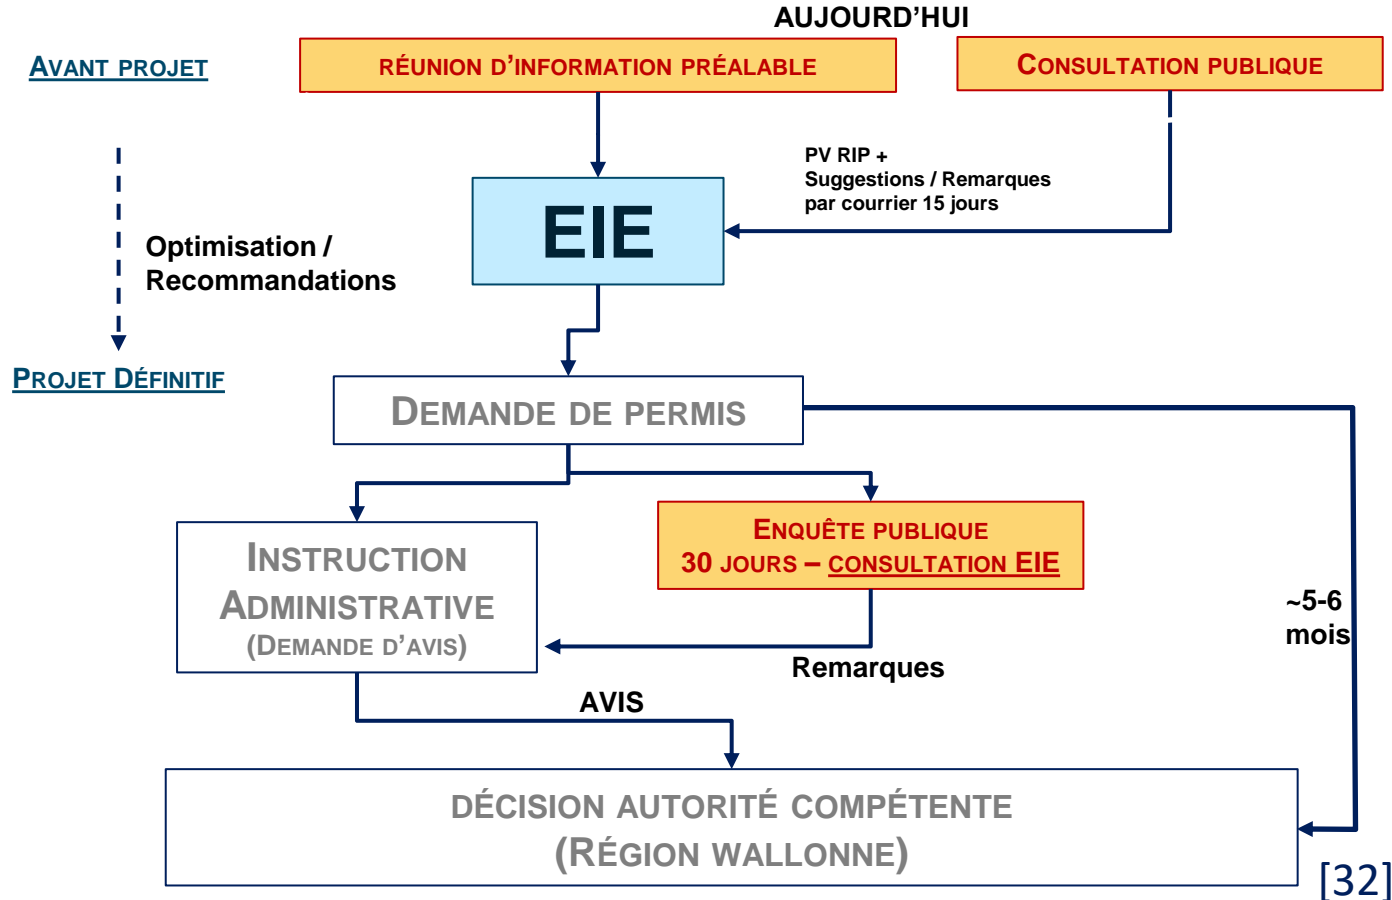 AUJOURD’HUI
AVANT PROJET
RÉUNION D’INFORMATION PRÉALABLE
CONSULTATION PUBLIQUE
PV RIP +
Suggestions / Remarques
par courrier 15 jours
EIE
Optimisation /
Recommandations
PROJET DÉFINITIF
DEMANDE DE PERMIS
INSTRUCTION
ADMINISTRATIVE
(DEMANDE D’AVIS)
ENQUÊTE PUBLIQUE
30 JOURS – CONSULTATION EIE
~5-6
mois
Remarques
AVIS
DÉCISION AUTORITÉ COMPÉTENTE
(RÉGION WALLONNE)
[32]